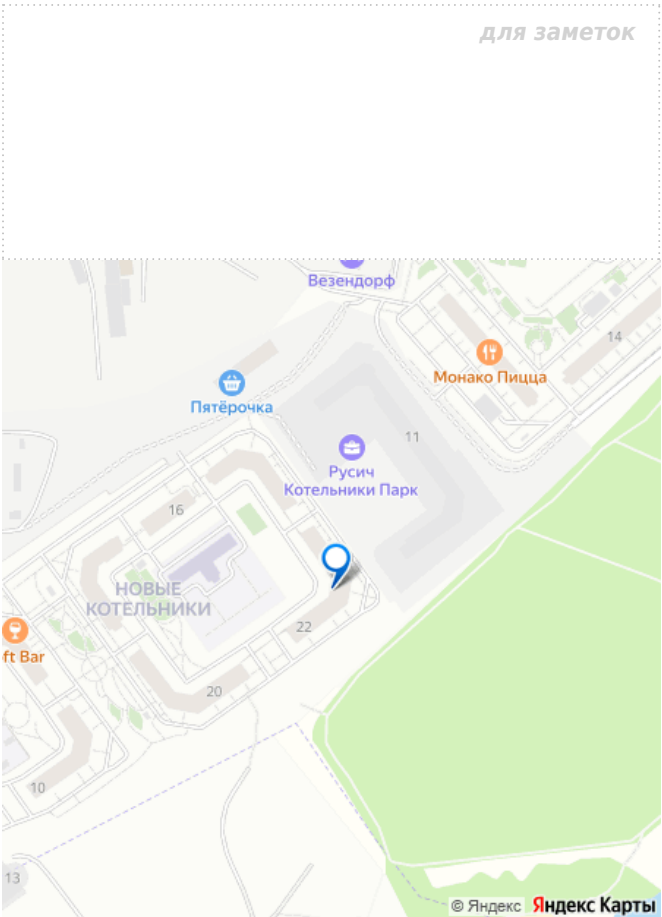 для заметок
Везендорф
14
Монако Пицца
Пятёрочка
11
Русич
Котельники Парк
16
НОВЫЕ
КОТЕЛЬНИКИ
22
ft Bar
20
10
13
© Яндекс Яндекс Карты